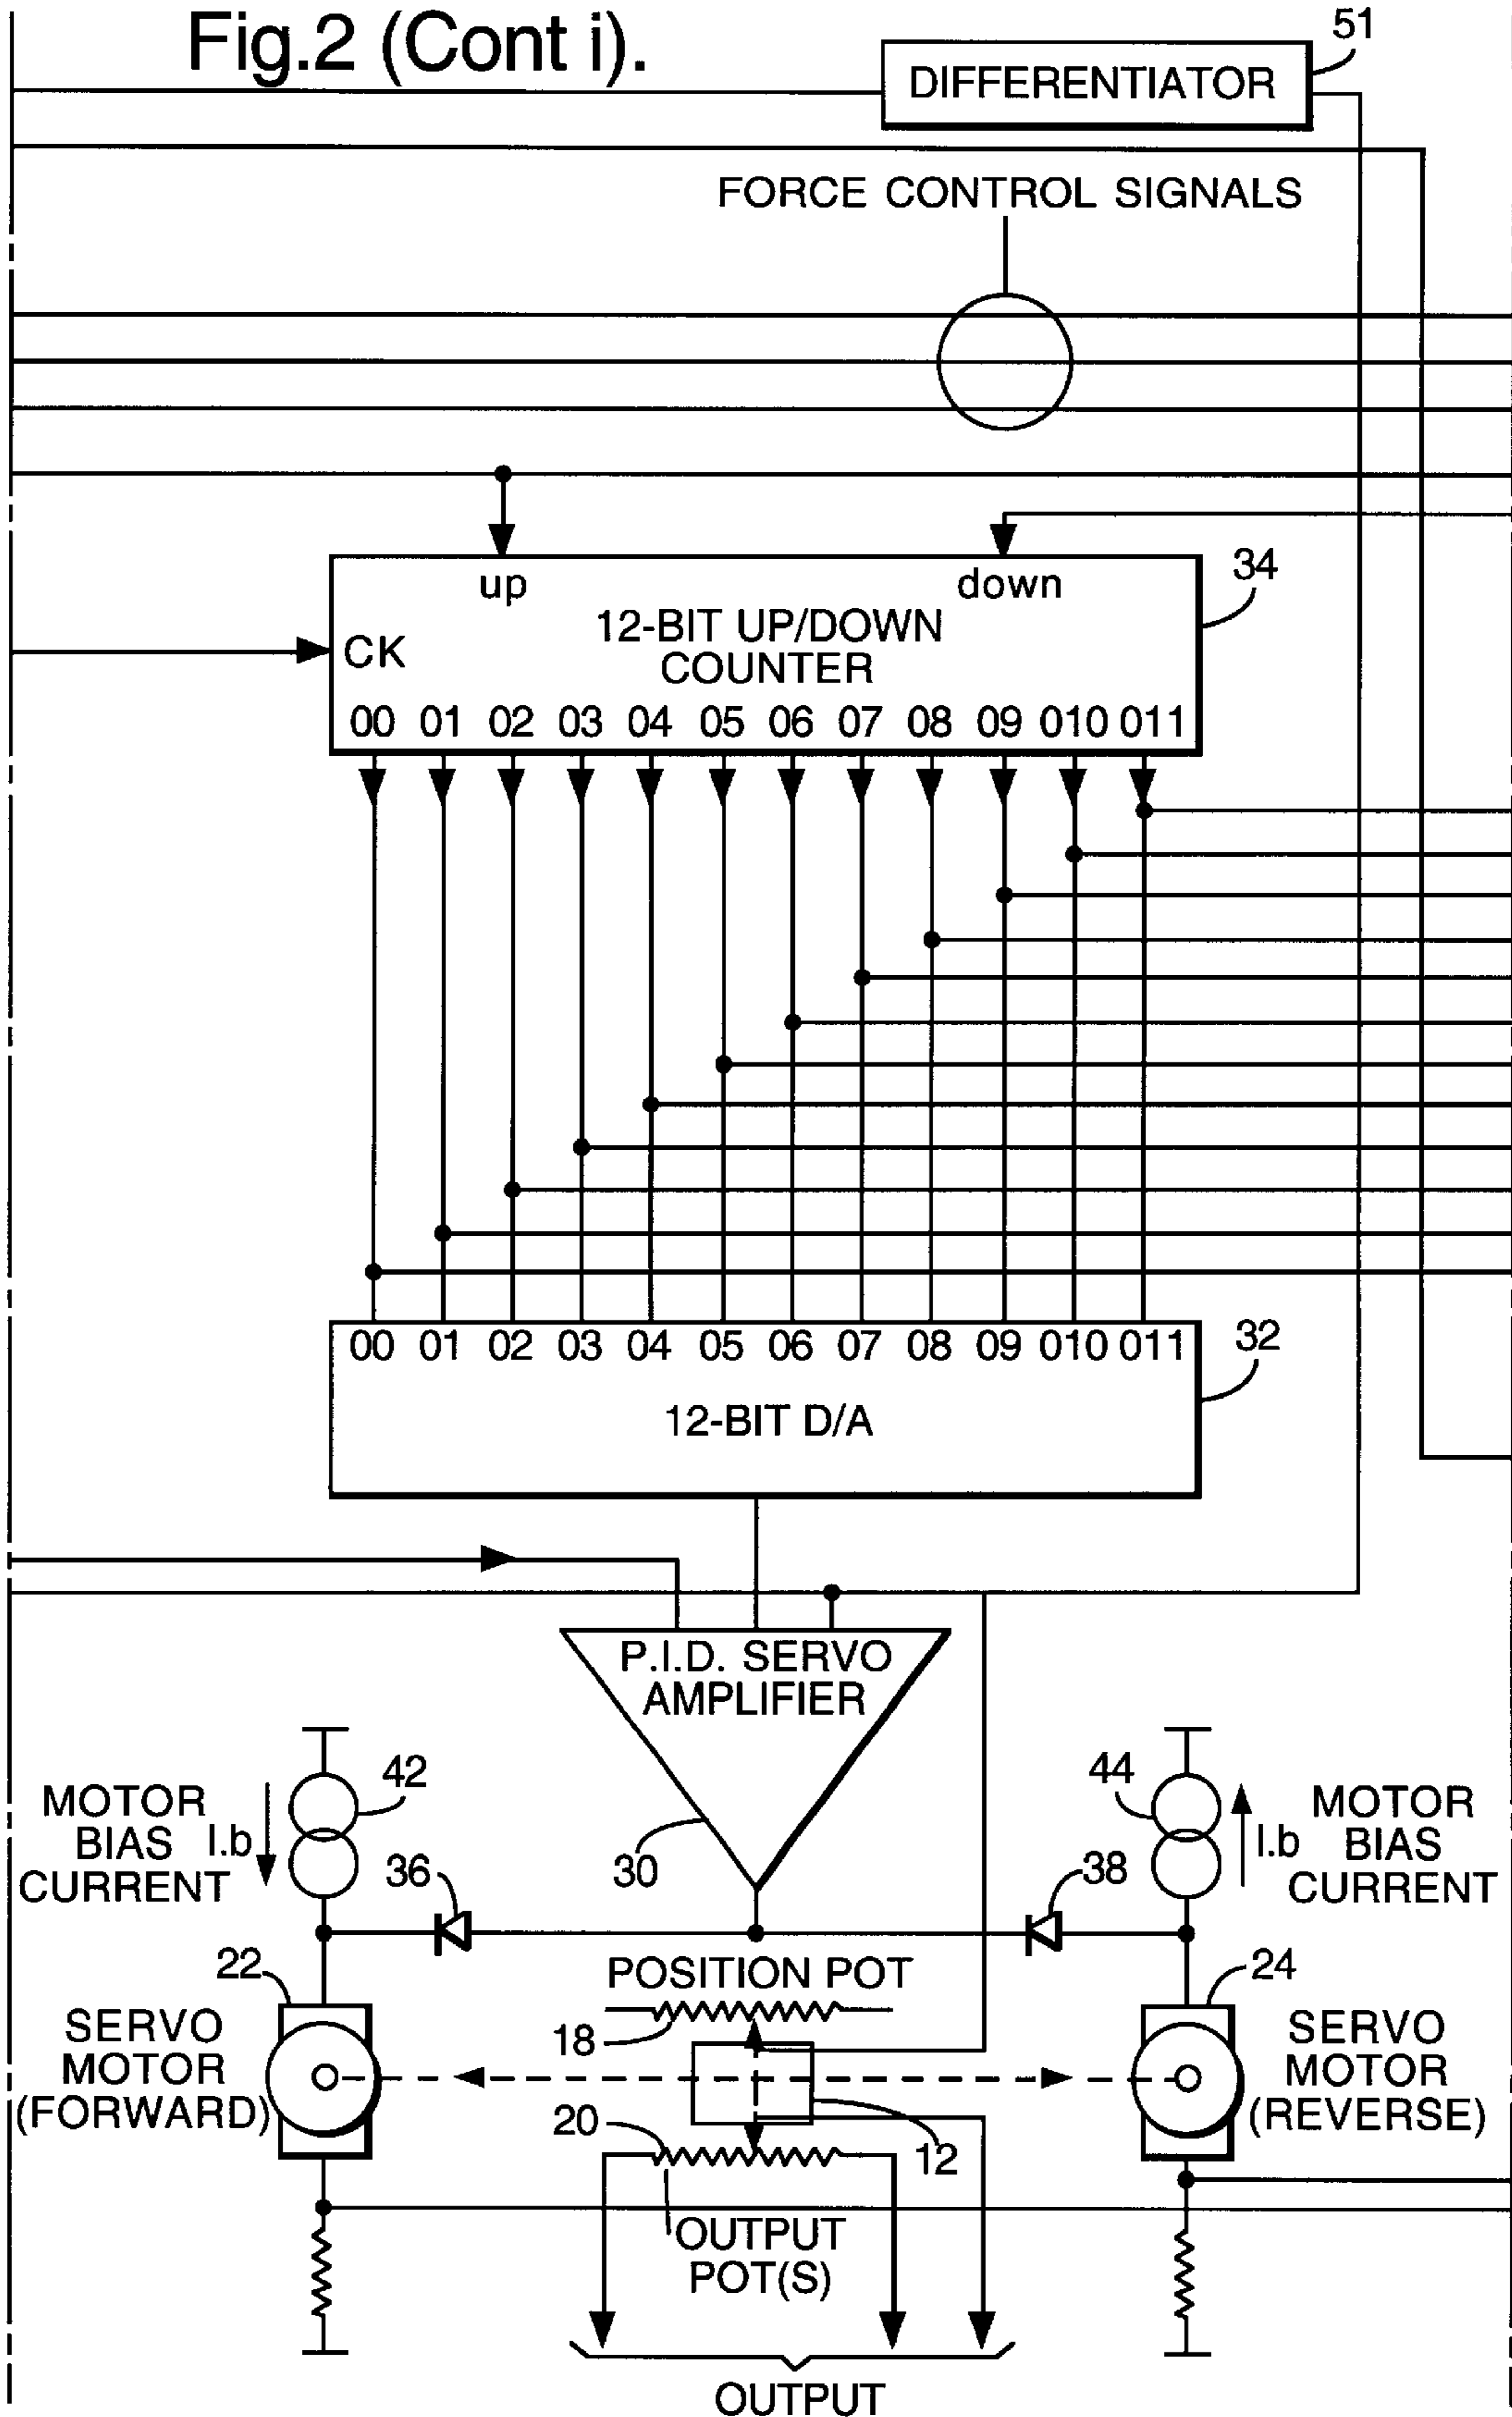 Fig.2 (Cont i).
51
DIFFERENTIATOR
FORCE CONTROL SIGNALS
up
down
34
12-BIT UP/DOWN
COUNTER
CK
00 01 02 03 04 05 06 07 08 09 010 011
00 01 02 03 04 05 06 07 08 09 010 011
32
12-BIT D/A
P.I.D. SERVO
AMPLIFIER
42
44
MOTOR
BIAS
CURRENT
I.b
I.b
MOTOR
BIAS
CURRENT
36
30
38
22
POSITION POT
24
SERVO
MOTOR
(FORWARD)
18
SERVO
MOTOR
(REVERSE)
20
12
OUTPUT
POT(S)
OUTPUT